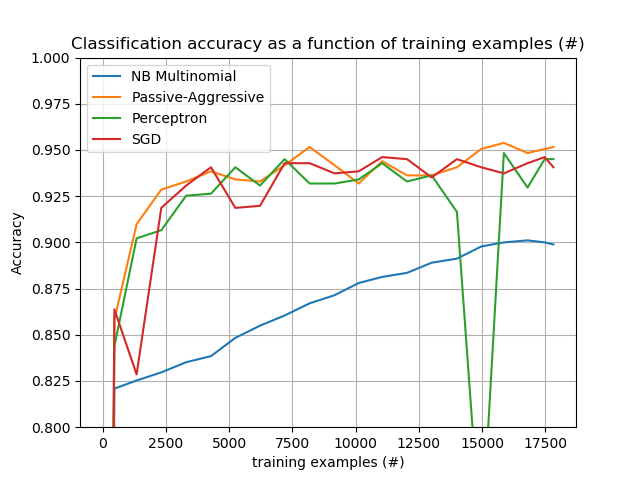 Classification accuracy as a function of training examples (#)
1.000
0.975
0.950
0.925
0.900
0.875
0.850
0.825
0.800
Accuracy
NB Multinomial
Passive-Aggressive
Perceptron
SGD
0 2500 5000 7500 10000 12500 15000 17500
training examples (#)